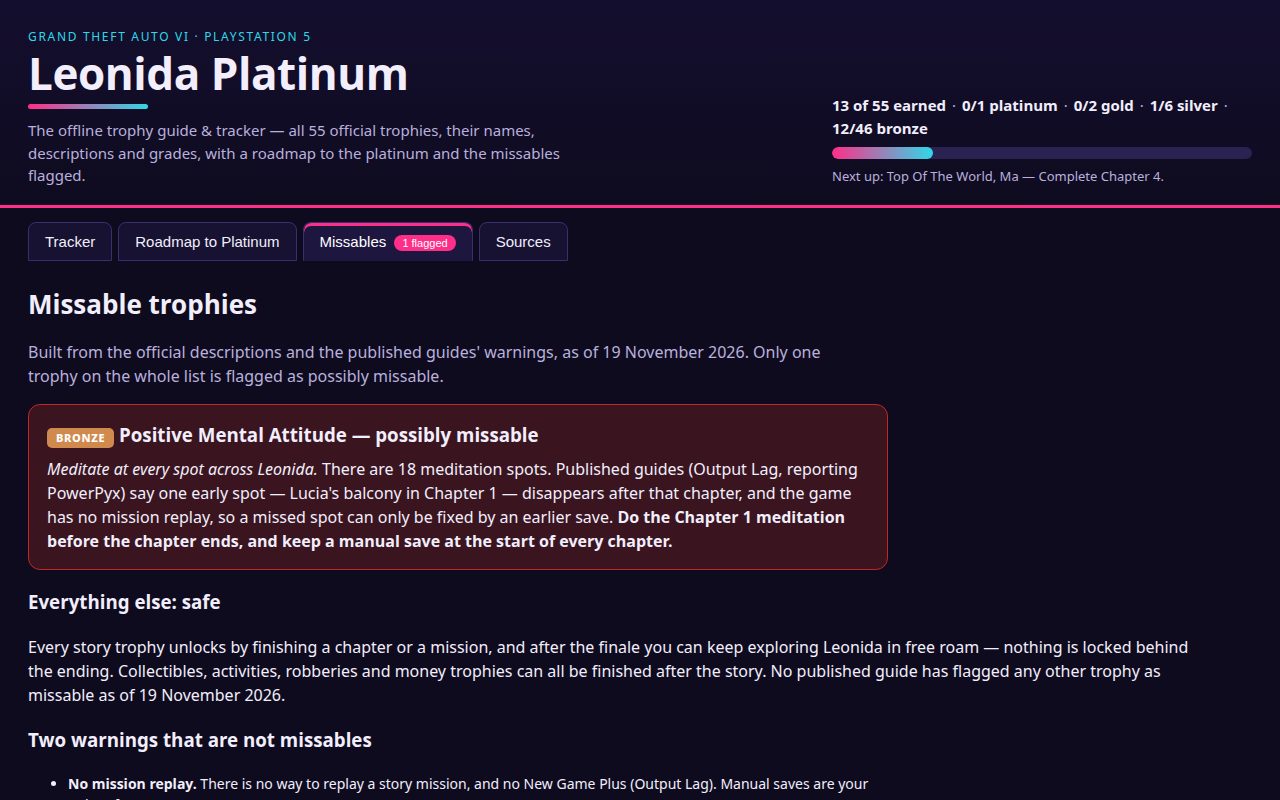 GRAND THEFT AUTO VI · PLAYSTATION 5
Leonida Platinum
The offline trophy guide & tracker — all 55 official trophies, their names,
descriptions and grades, with a roadmap to the platinum and the missables
flagged.
13 of 55 earned · 0/1 platinum · 0/2 gold · 1/6 silver ·
12/46 bronze
Next up: Top Of The World, Ma — Complete Chapter 4.
Tracker
Roadmap to Platinum
Missables 1 flagged
Sources
Missable trophies
Built from the official descriptions and the published guides' warnings, as of 19 November 2026. Only one
trophy on the whole list is flagged as possibly missable.
BRONZE Positive Mental Attitude — possibly missable
Meditate at every spot across Leonida. There are 18 meditation spots. Published guides (Output Lag, reporting
PowerPyx) say one early spot — Lucia's balcony in Chapter 1 — disappears after that chapter, and the game
has no mission replay, so a missed spot can only be fixed by an earlier save. Do the Chapter 1 meditation
before the chapter ends, and keep a manual save at the start of every chapter.
Everything else: safe
Every story trophy unlocks by finishing a chapter or a mission, and after the finale you can keep exploring Leonida in free roam — nothing is locked behind
the ending. Collectibles, activities, robberies and money trophies can all be finished after the story. No published guide has flagged any other trophy as
missable as of 19 November 2026.
Two warnings that are not missables
No mission replay. There is no way to replay a story mission, and no New Game Plus (Output Lag). Manual saves are your